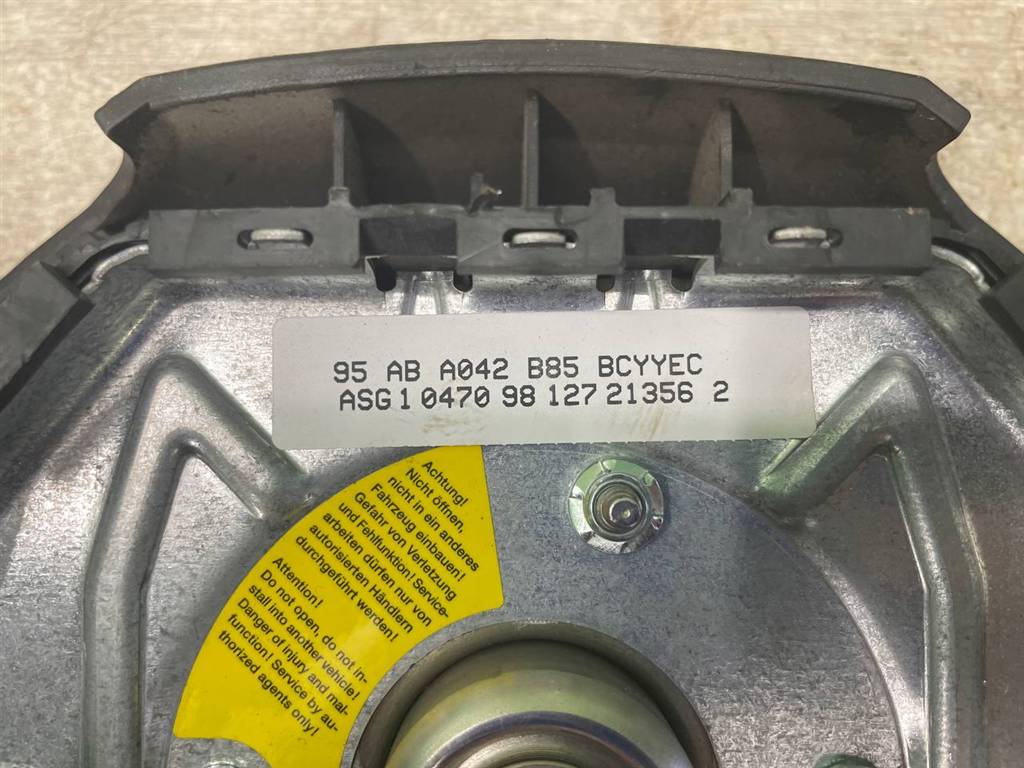 95 AB A042 B85 BCYYEC
ASG1 0470 98 127 21356 2
Achtung!
Nicht öffnen,
nicht in ein anderes
Fahrzeug einbauen!
Gefahr von Verletzung
und Fehlfunktion! Service-
arbeiten dürfen nur von
autorisierten Händlern
durchgeführt werden!
Attention!
Do not open, do not in-
stall into another vehicle!
Danger of injury and mal-
function! Service by au-
thorized agents only!